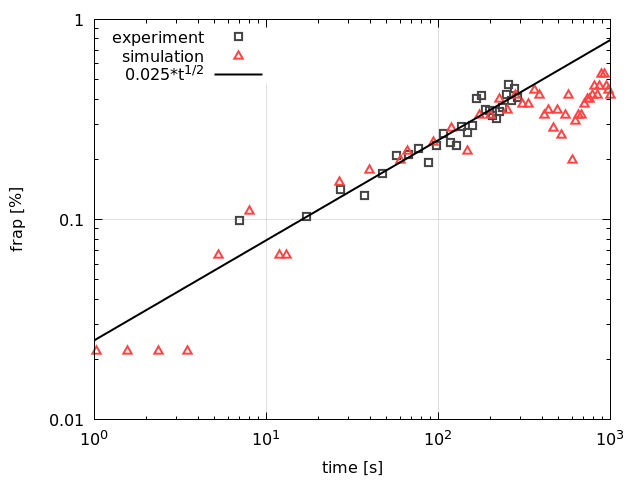 experiment
simulation
0.025*t^1/2
1
0.1
0.01
frap [%]
10^0
10^1
10^2
10^3
time [s]